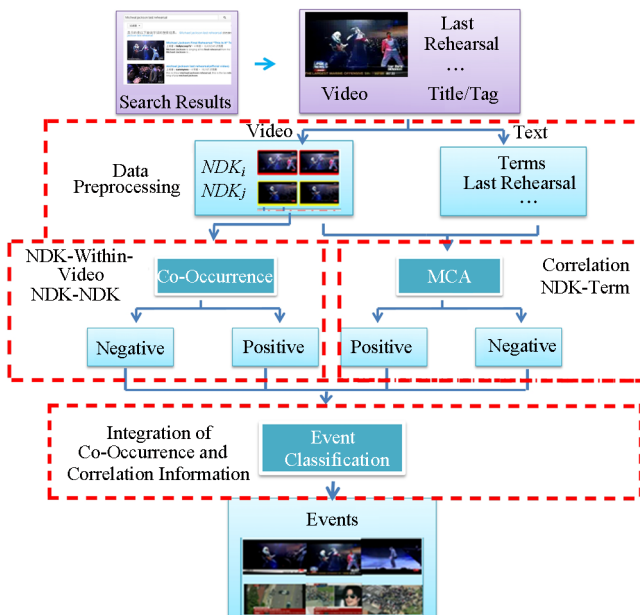 Search Results
Last
Rehearsal
...
Video
Title/Tag
Video
Text
Data
Preprocessing
NDKi
NDKj
Terms
Last Rehearsal
...
NDK-Within-
Video
NDK-NDK
Co-Occurrence
MCA
Correlation
NDK-Term
Negative
Positive
Positive
Negative
Integration of
Co-Occurrence and
Correlation Information
Event
Classification
Events